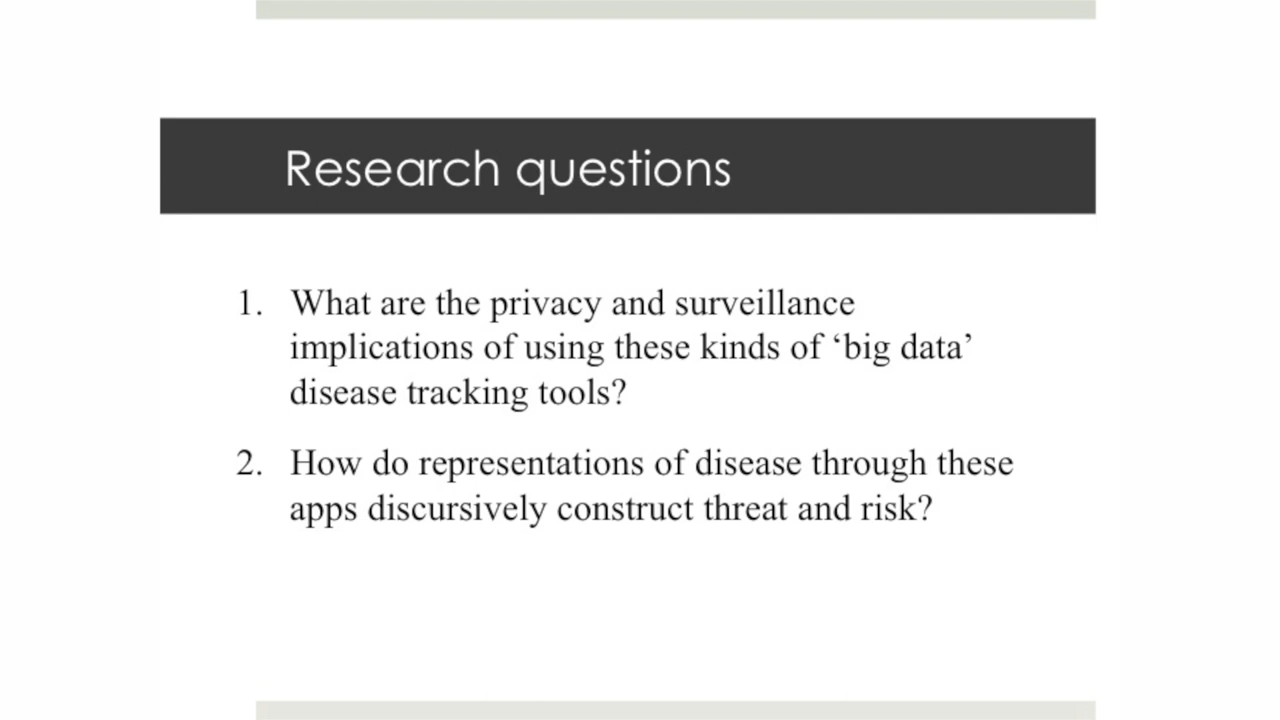 Research questions
1. What are the privacy and surveillance
implications of using these kinds of ‘big data’
disease tracking tools?
2. How do representations of disease through these
apps discursively construct threat and risk?